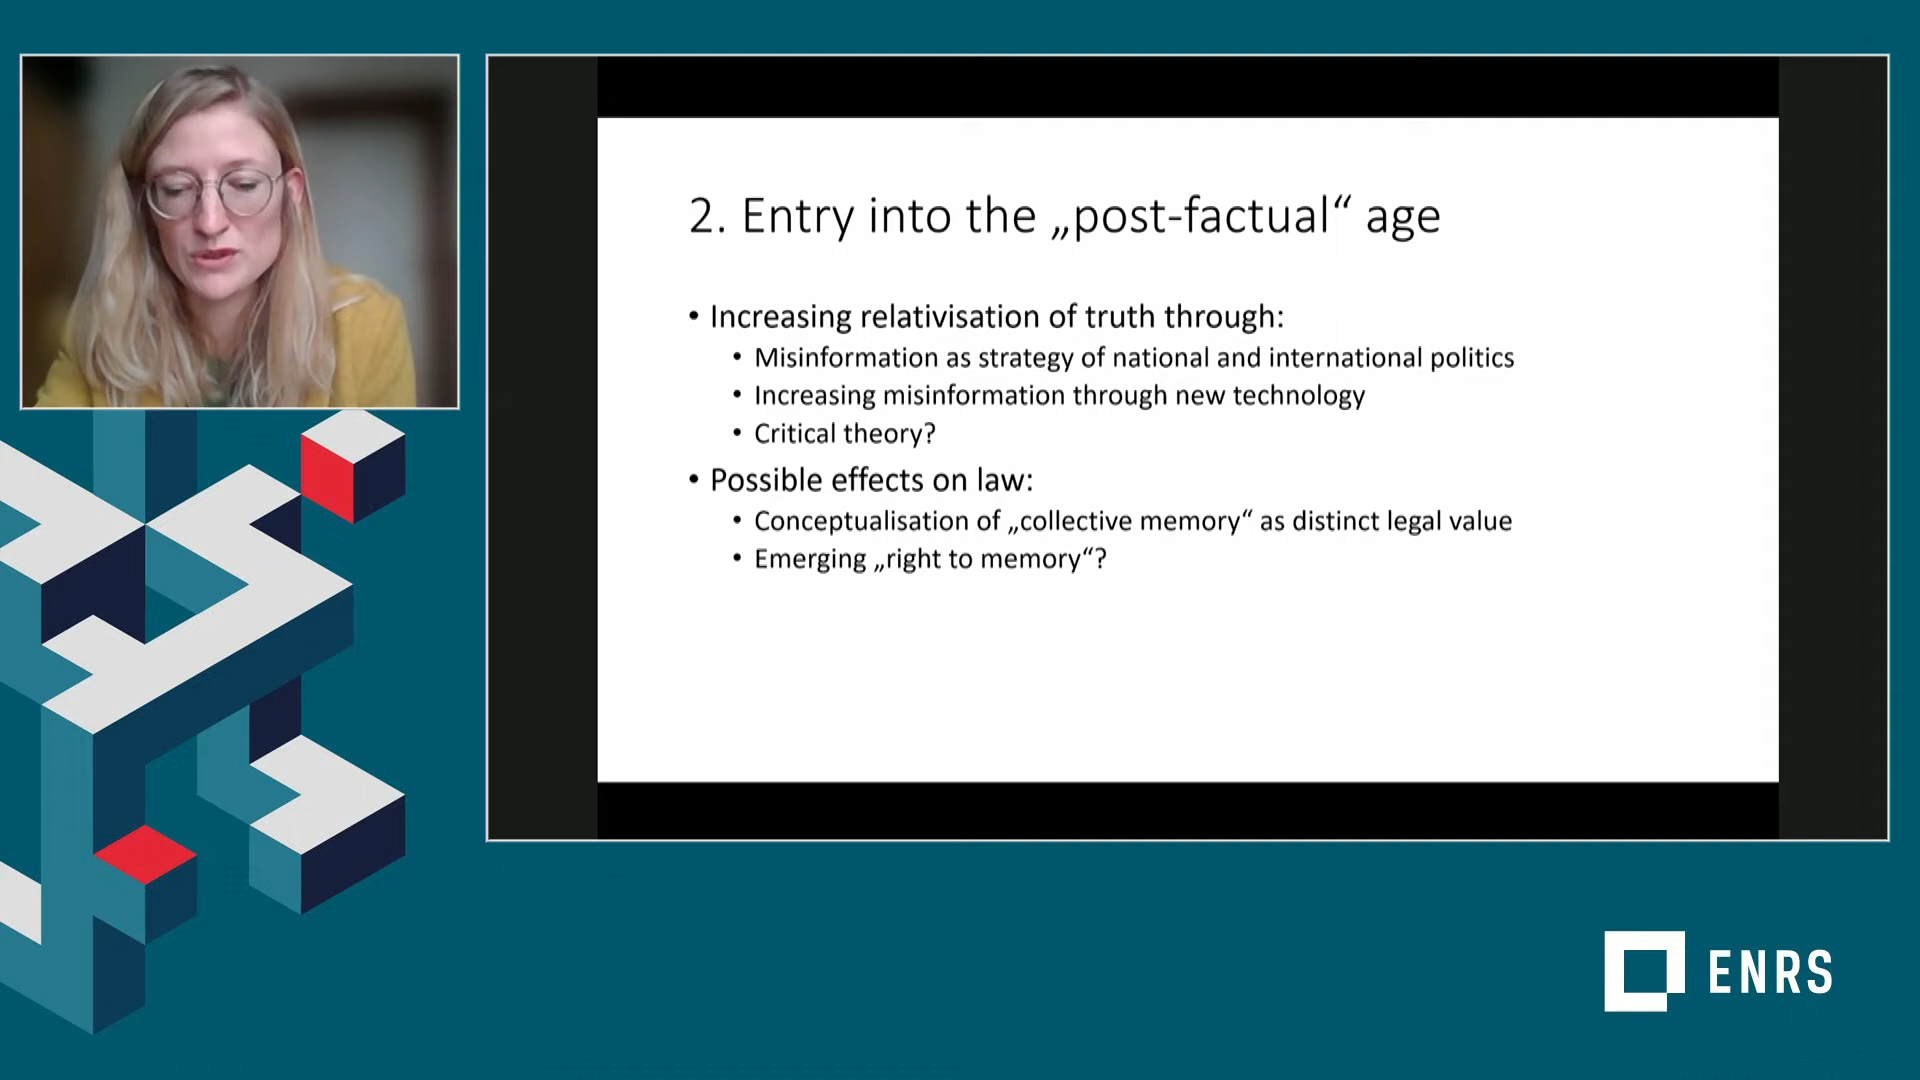 2. Entry into the „post-factual“ age
• Increasing relativisation of truth through:
• Misinformation as strategy of national and international politics
• Increasing misinformation through new technology
• Critical theory?
• Possible effects on law:
• Conceptualisation of „collective memory“ as distinct legal value
• Emerging „right to memory“?
ENRS